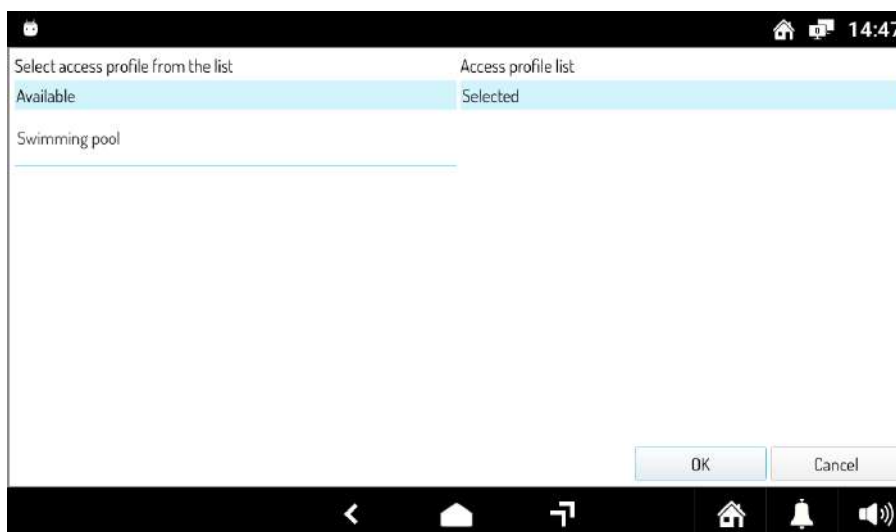 14:47
Select access profile from the list
Access profile list
Available
Selected
Swimming pool
OK
Cancel